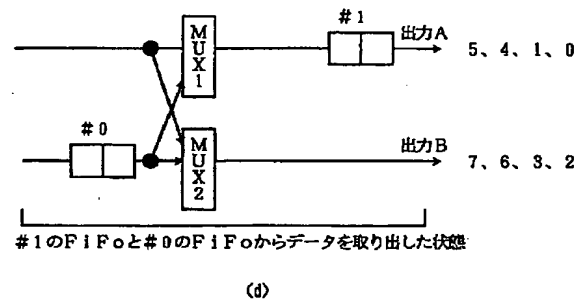 #1
MUX1
出力A
5、4、1、0
#0
MUX2
出力B
7、6、3、2
#1のFiFoと#0のFiFoからデータを取り出した状態
(d)